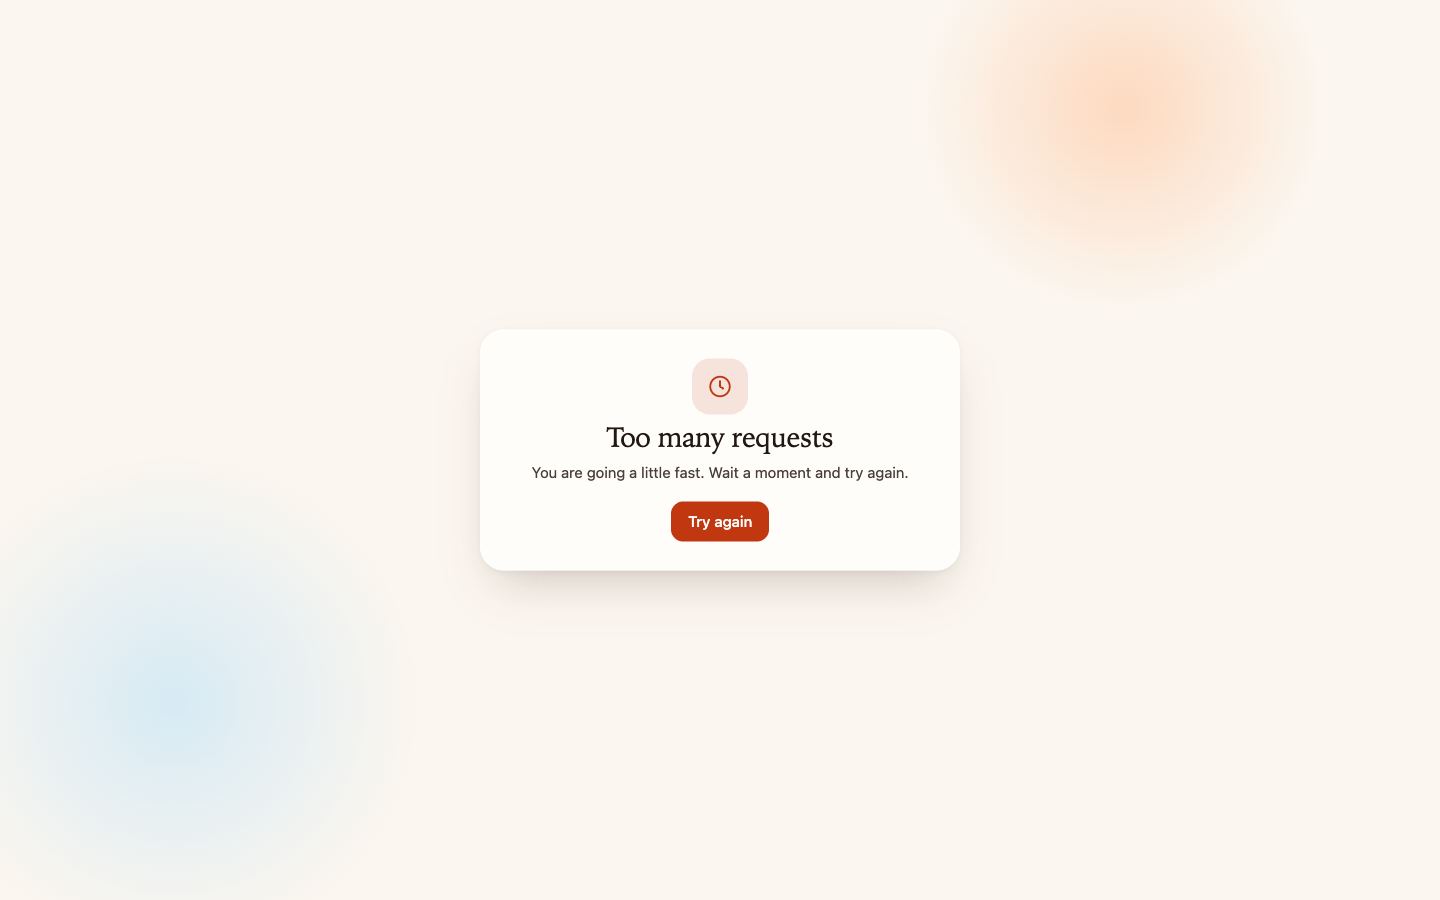 Too many requests
You are going a little fast. Wait a moment and try again.
Try again